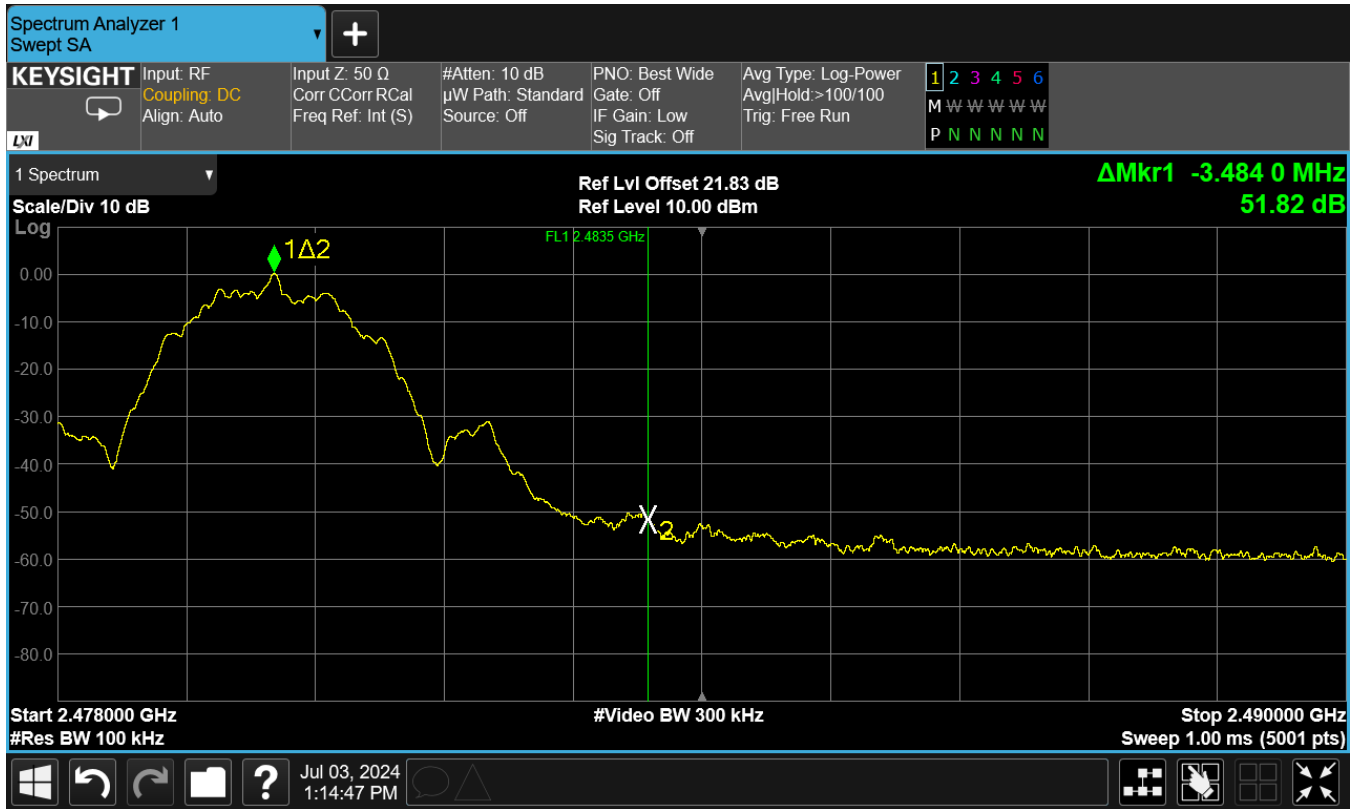 Spectrum Analyzer 1
Swept SA
+
KEYSIGHT
LXI
Input: RF
Coupling: DC
Align: Auto
Input Z: 50 Ω
Corr CCorr RCal
Freq Ref: Int (S)
#Atten: 10 dB
µW Path: Standard
Source: Off
PNO: Best Wide
Gate: Off
IF Gain: Low
Sig Track: Off
Avg Type: Log-Power
Avg|Hold:>100/100
Trig: Free Run
1 2 3 4 5 6
M W W W W W
P N N N N N
1 Spectrum
Scale/Div 10 dB
Ref Lvl Offset 21.83 dB
Ref Level 10.00 dBm
ΔMkr1 -3.484 0 MHz
51.82 dB
Log
FL1 2.4835 GHz
1Δ2
0.00
-10.0
-20.0
-30.0
-40.0
-50.0
X2
-60.0
-70.0
-80.0
Start 2.478000 GHz
#Video BW 300 kHz
Stop 2.490000 GHz
#Res BW 100 kHz
Sweep 1.00 ms (5001 pts)
?
Jul 03, 2024
1:14:47 PM